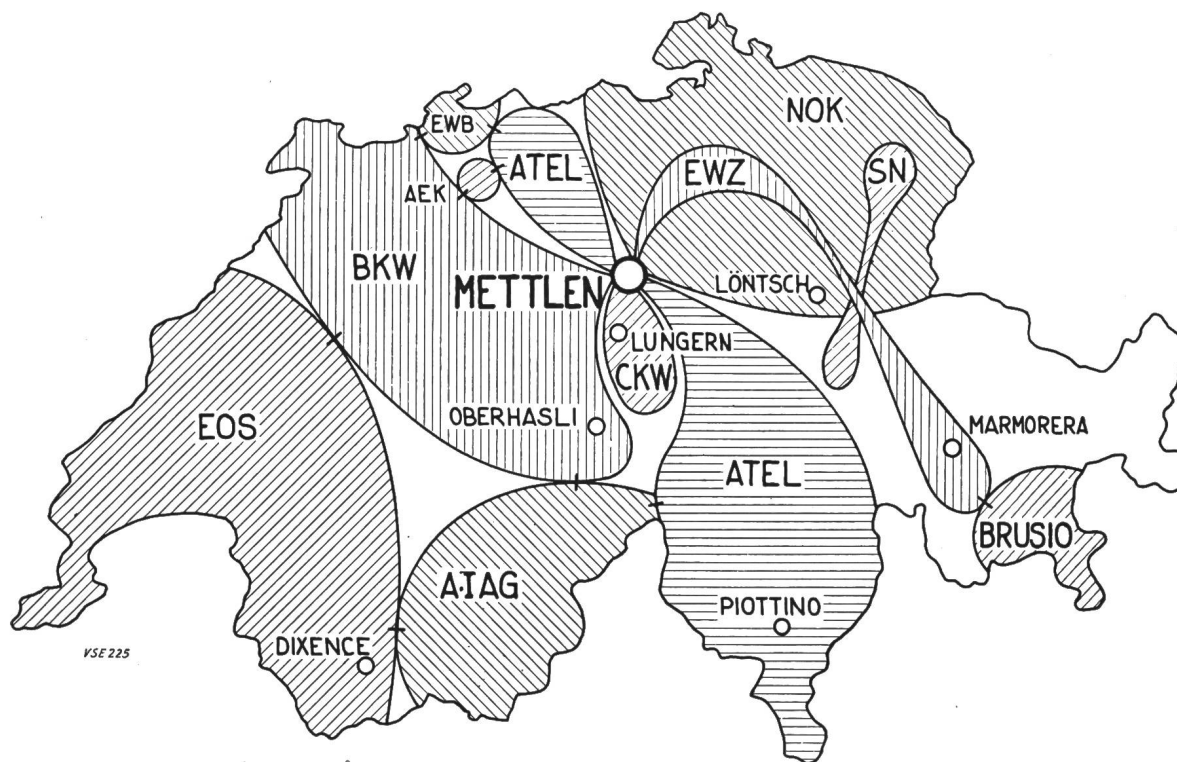 NOK
EWB
ATEL
EWZ
SN
AEK
BKW
METTLEN
LÖNTSCH
LUNGERN
CKW
EOS
OBERHASLI
MARMORERA
ATEL
BRUSIO
A·IAG
PIOTTINO
DIXENCE
VSE 225